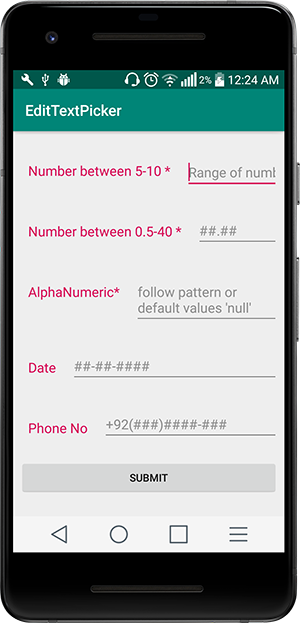 2% 12:24 AM
EditTextPicker
Number between 5-10 * Range of numb
Number between 0.5-40 * ##.##
AlphaNumeric* follow pattern or
default values 'null'
Date ##-##-####
Phone No +92(###)####-###
SUBMIT